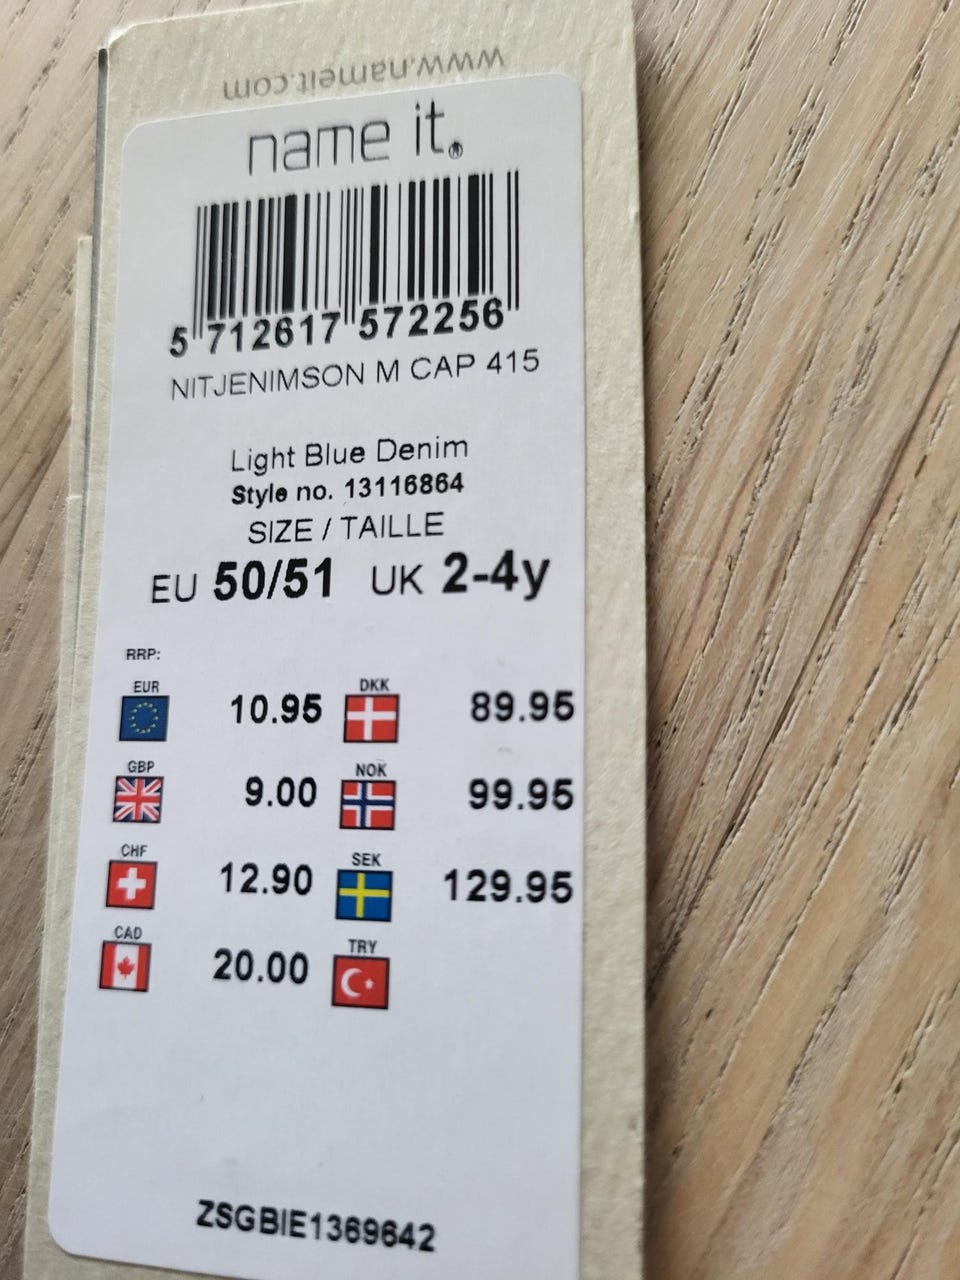 www.nameit.com
name it®
5 712617 572256
NITJENIMSON M CAP 415
Light Blue Denim
Style no. 13116864
SIZE / TAILLE
EU 50/51 UK 2-4y
RRP:
EUR 10.95 DKK 89.95
GBP 9.00 NOK 99.95
CHF 12.90 SEK 129.95
CAD 20.00 TRY
ZSGBIE1369642